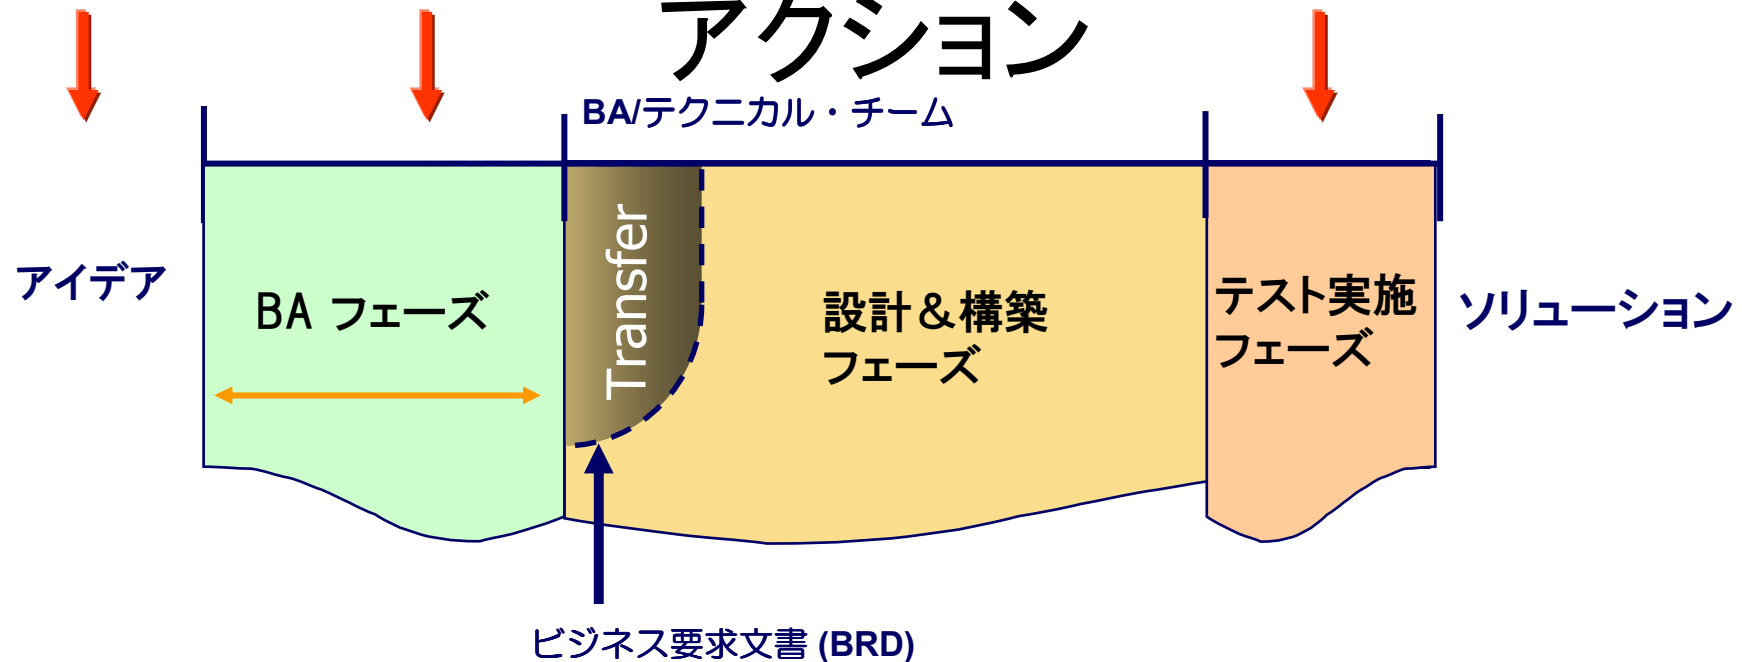 アクション
BA/テクニカル・チーム
アイデア
BA フェーズ
Transfer
設計＆構築
フェーズ
テスト実施
フェーズ
ソリューション
ビジネス要求文書 (BRD)